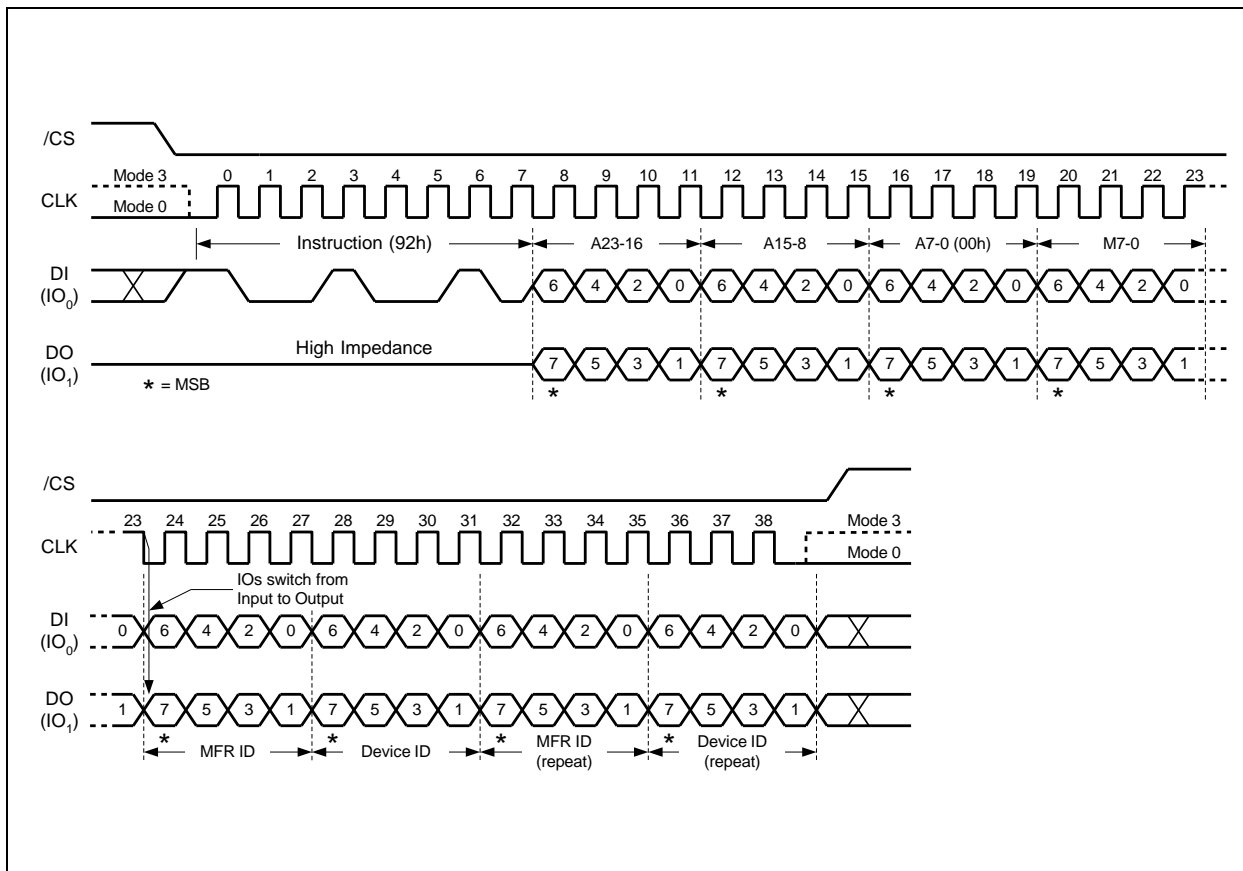 /CS
Mode 3 0 1 2 3 4 5 6 7 8 9 10 11 12 13 14 15 16 17 18 19 20 21 22 23
CLK
Mode 0
Instruction (92h) A23-16 A15-8 A7-0 (00h) M7-0
DI
(IO0) 6 4 2 0 6 4 2 0 6 4 2 0 6 4 2 0
High Impedance
DO
(IO1) 7 5 3 1 7 5 3 1 7 5 3 1 7 5 3 1
* = MSB * * * *
/CS
23 24 25 26 27 28 29 30 31 32 33 34 35 36 37 38 Mode 3
CLK
Mode 0
IOs switch from
Input to Output
DI
(IO0) 0 6 4 2 0 6 4 2 0 6 4 2 0 6 4 2 0
DO
(IO1) 1 7 5 3 1 7 5 3 1 7 5 3 1 7 5 3 1
* * * *
MFR ID Device ID MFR ID Device ID
(repeat) (repeat)